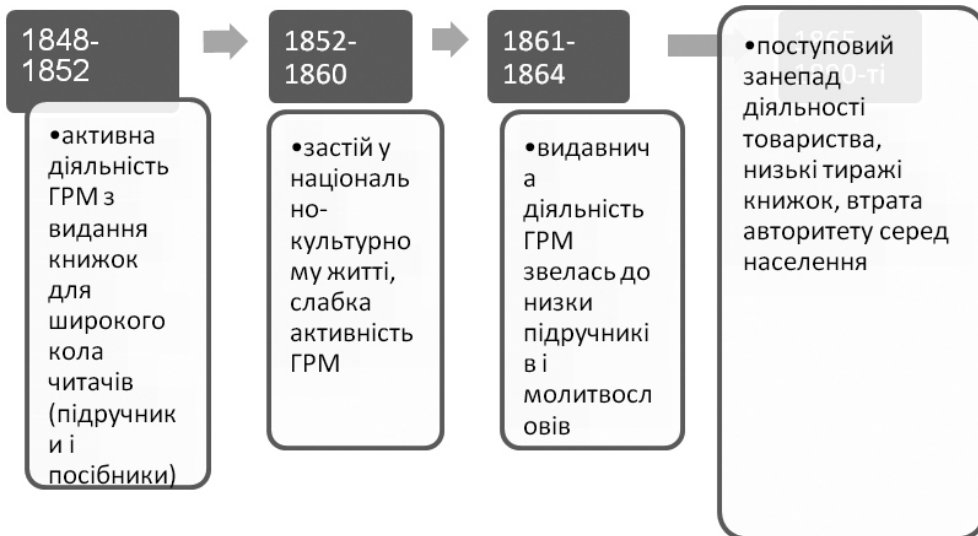 1848-
1852
•активна
діяльність
ГРМ з
видання
книжок
для
широкого
кола
читачів
(підручник
и і
посібники)
1852-
1860
•застій у
національ
но-
культурно
му житті,
слабка
активність
ГРМ
1861-
1864
•видавнич
а
діяльність
ГРМ
звелась до
низки
підручникі
в і
молитвосл
овів
•поступовий
занепад
діяльності
товариства,
низькі тиражі
книжок, втрата
авторитету серед
населення